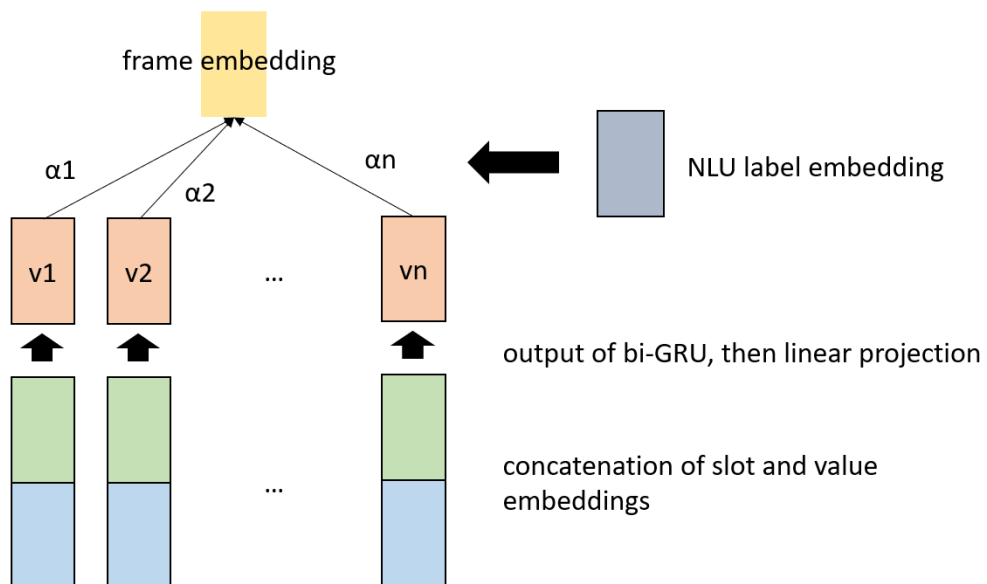 frame embedding
α1
α2
αn
NLU label embedding
v1
v2
...
vn
output of bi-GRU, then linear projection
concatenation of slot and value
embeddings
...